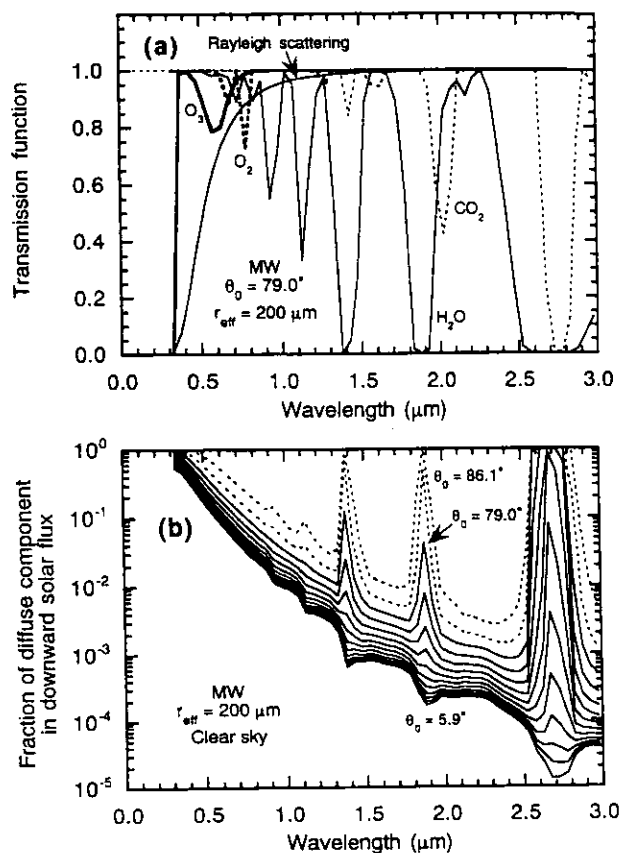 (a)
Rayleigh scattering
1.0
0.8
0.6
0.4
0.2
0.0
Transmission function
O3
O2
CO2
H2O
MW
θ0 = 79.0°
reff = 200 μm
0.0 0.5 1.0 1.5 2.0 2.5 3.0
Wavelength (μm)
(b)
10^0
10^-1
10^-2
10^-3
10^-4
10^-5
Fraction of diffuse component
in downward solar flux
θ0 = 86.1°
θ0 = 79.0°
θ0 = 5.9°
MW
reff = 200 μm
Clear sky
0.0 0.5 1.0 1.5 2.0 2.5 3.0
Wavelength (μm)